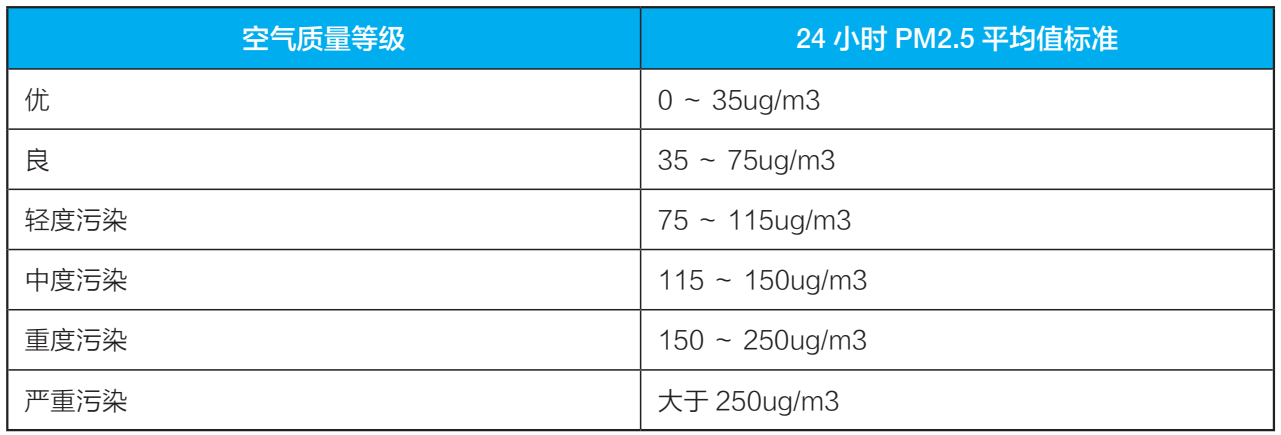 空气质量等级 24 小时 PM2.5 平均值标准
优 0 ~ 35ug/m3
良 35 ~ 75ug/m3
轻度污染 75 ~ 115ug/m3
中度污染 115 ~ 150ug/m3
重度污染 150 ~ 250ug/m3
严重污染 大于 250ug/m3